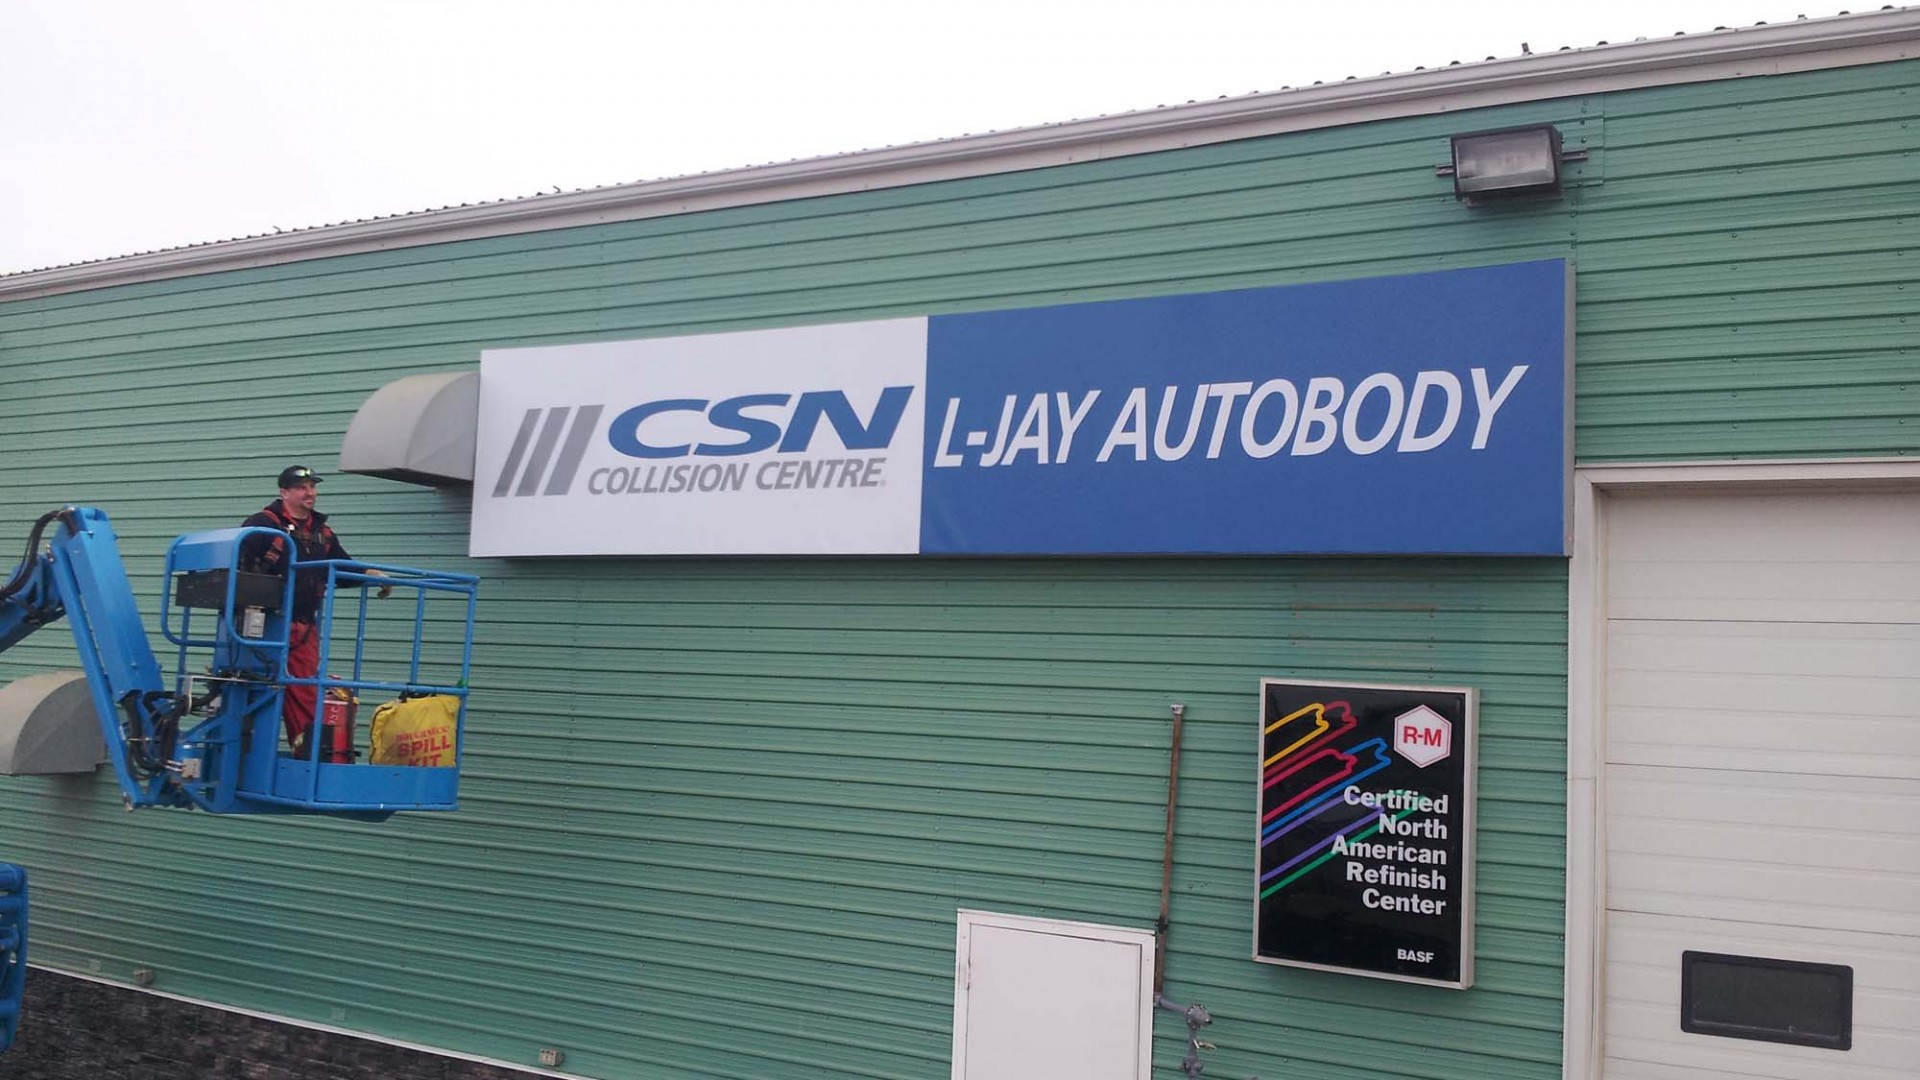 CSN
COLLISION CENTRE
L-JAY AUTOBODY
SPILL
KIT
R-M
Certified
North
American
Refinish
Center
BASF